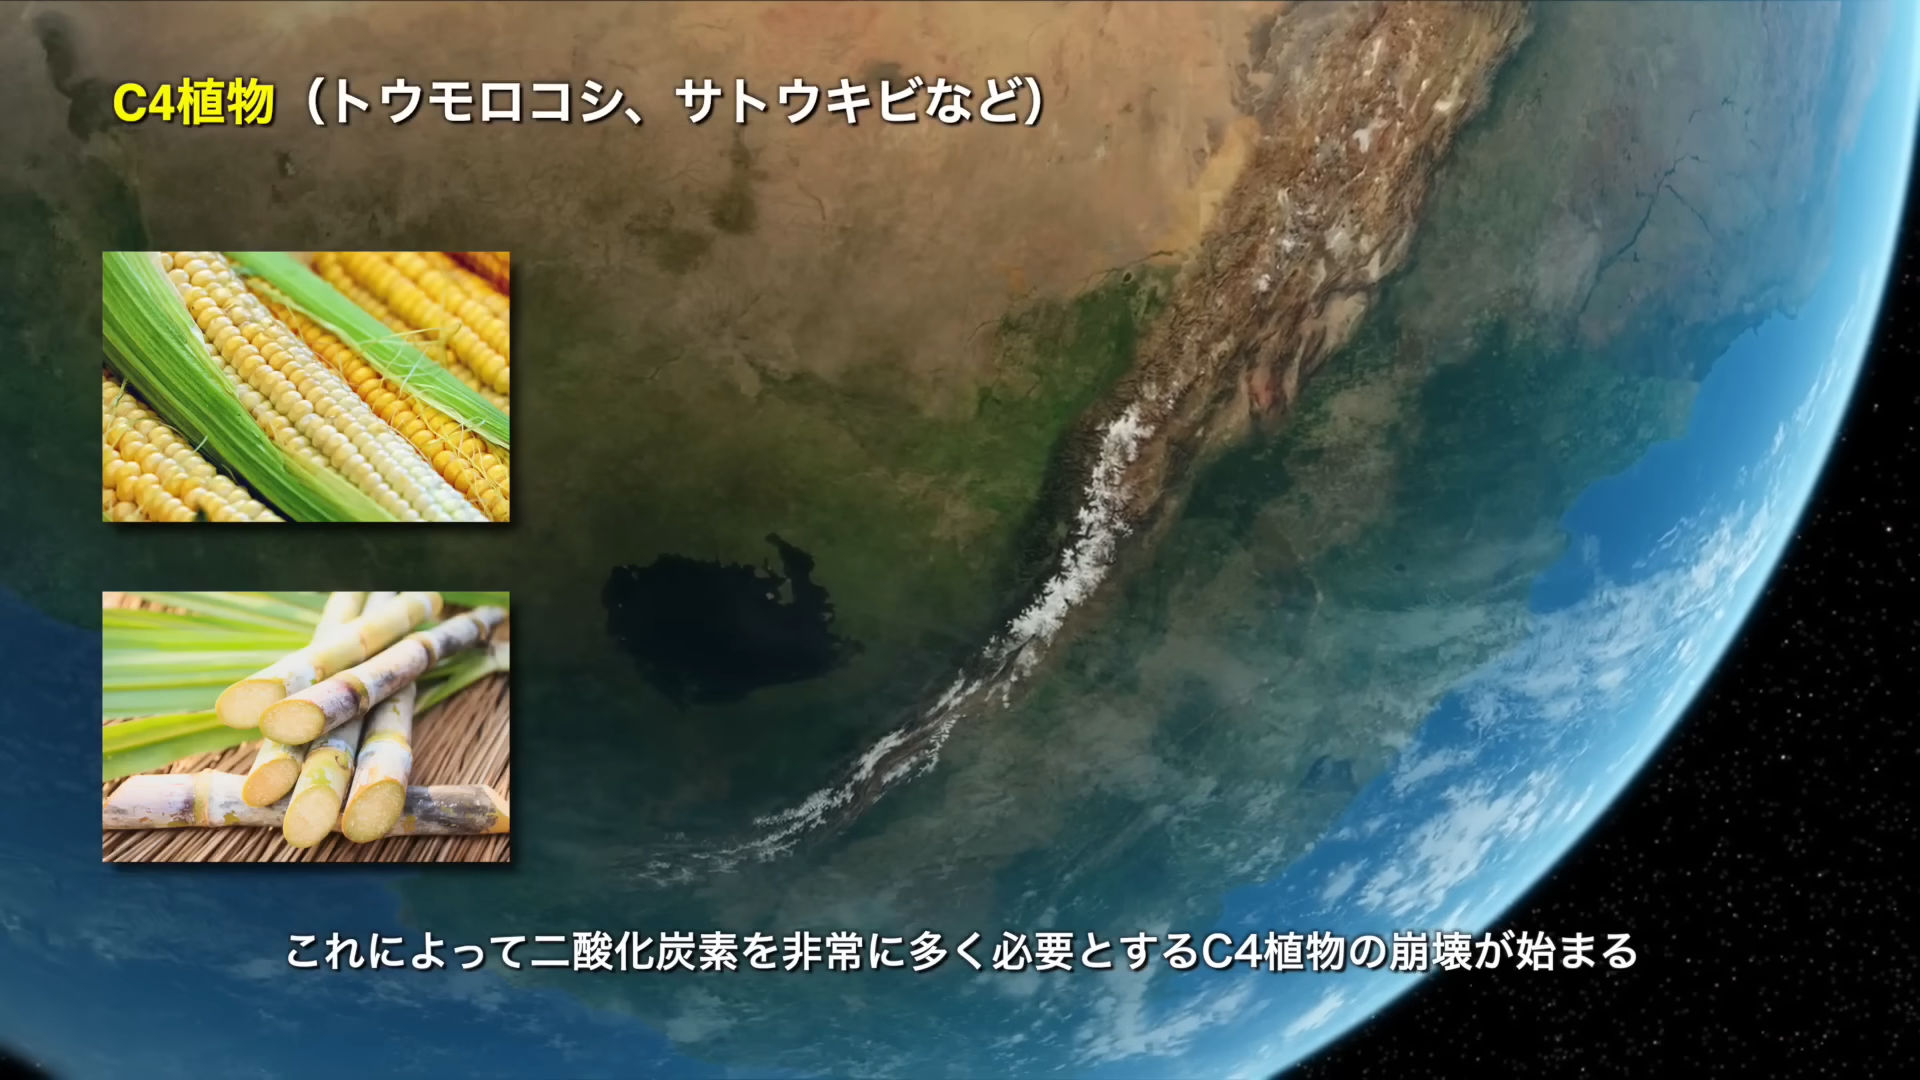 C4植物（トウモロコシ、サトウキビなど）
これによって二酸化炭素を非常に多く必要とするC4植物の崩壊が始まる